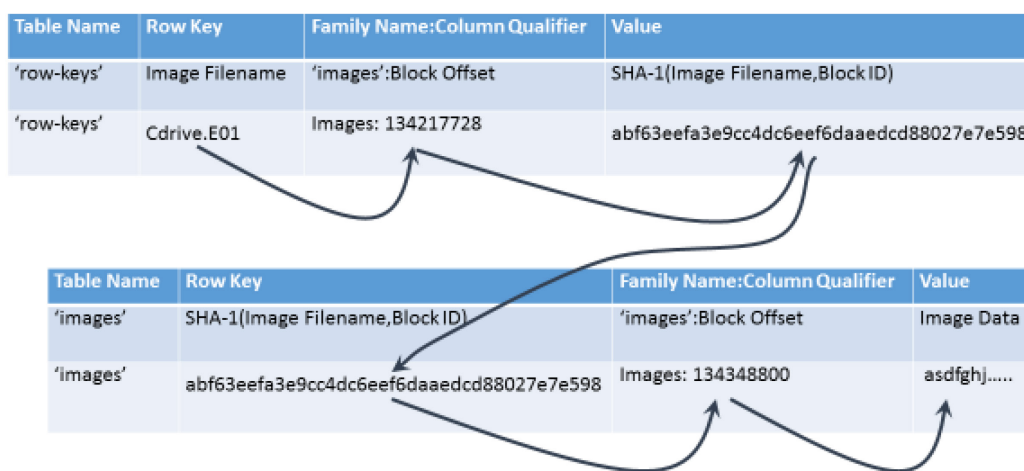 Table Name Row Key Family Name:Column Qualifier Value
‘row-keys’ Image Filename ‘images’:Block Offset SHA-1(Image Filename,Block ID)
‘row-keys’ Cdrive.E01 Images: 134217728 abf63eefa3e9cc4dc6eef6daaedcd88027e7e598
Table Name Row Key Family Name:Column Qualifier Value
‘images’ SHA-1(Image Filename,Block ID) ‘images’:Block Offset Image Data
‘images’ abf63eefa3e9cc4dc6eef6daaedcd88027e7e598 Images: 134348800 asdfghj.....